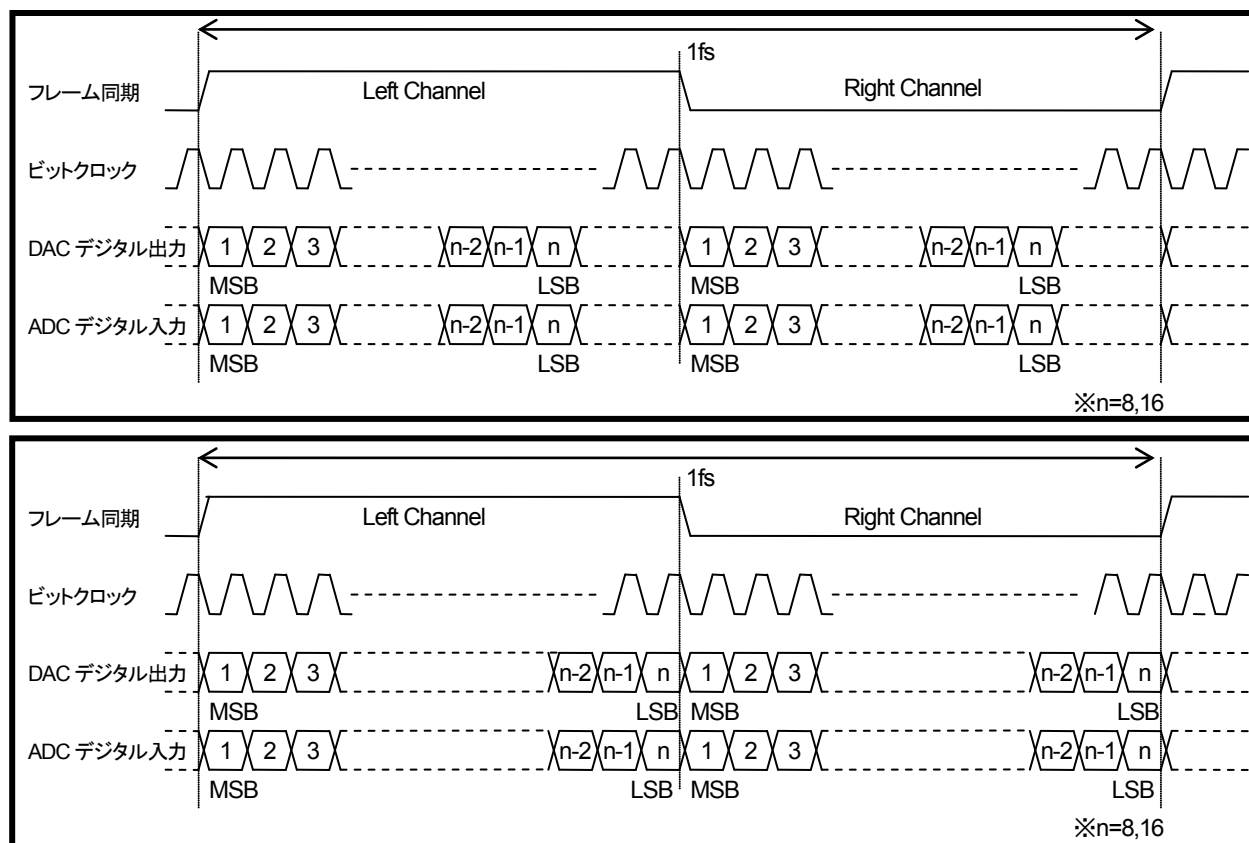 1fs
フレーム同期 Left Channel Right Channel
ビットクロック
DAC デジタル出力 1 2 3 n-2 n-1 n 1 2 3 n-2 n-1 n
MSB LSB MSB LSB
ADC デジタル入力 1 2 3 n-2 n-1 n 1 2 3 n-2 n-1 n
MSB LSB MSB LSB
※n=8,16
1fs
フレーム同期 Left Channel Right Channel
ビットクロック
DAC デジタル出力 1 2 3 n-2 n-1 n 1 2 3 n-2 n-1 n
MSB LSB MSB LSB
ADC デジタル入力 1 2 3 n-2 n-1 n 1 2 3 n-2 n-1 n
MSB LSB MSB LSB
※n=8,16